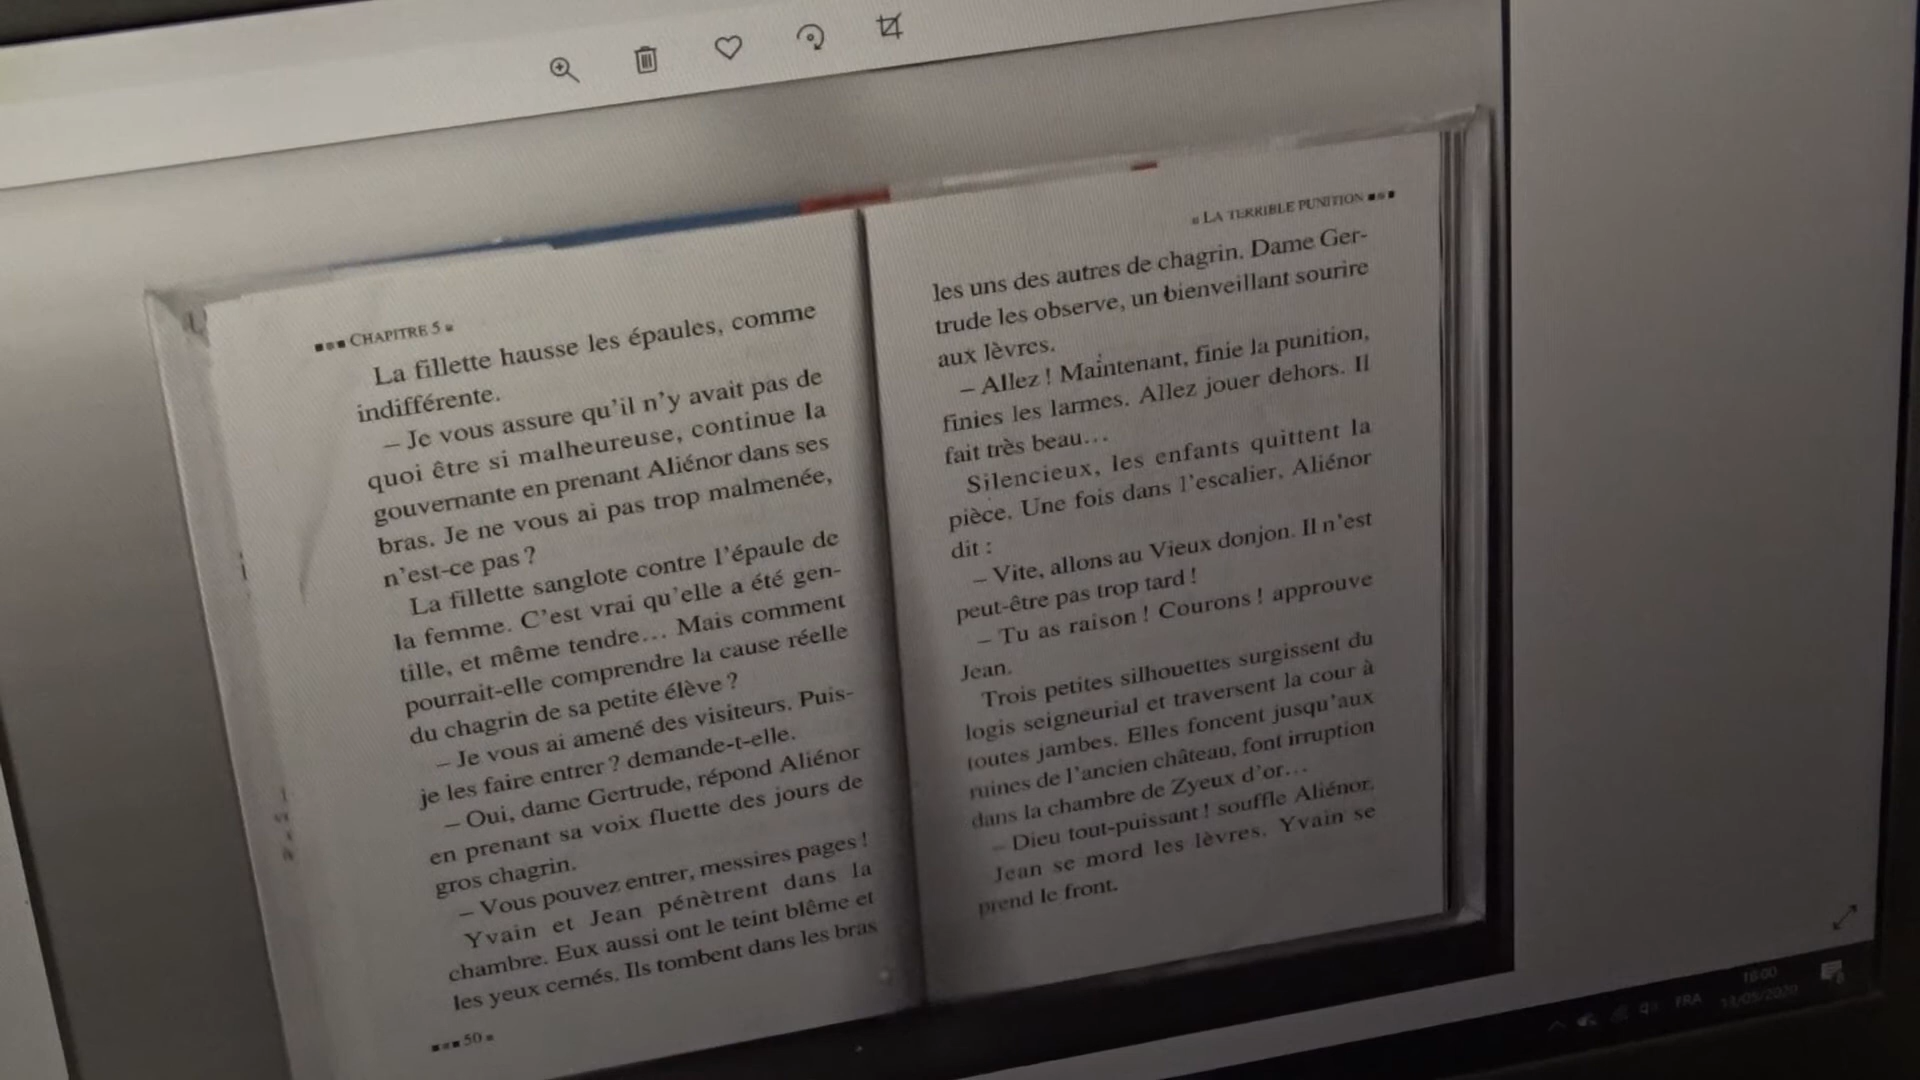 ■■■ CHAPITRE 5 ■
La fillette hausse les épaules, comme
indifférente.
– Je vous assure qu'il n'y avait pas de
quoi être si malheureuse, continue la
gouvernante en prenant Aliénor dans ses
bras. Je ne vous ai pas trop malmenée,
n'est-ce pas ?
La fillette sanglote contre l'épaule de
la femme. C'est vrai qu'elle a été gen-
tille, et même tendre... Mais comment
pourrait-elle comprendre la cause réelle
du chagrin de sa petite élève ?
– Je vous ai amené des visiteurs. Puis-
je les faire entrer ? demande-t-elle.
– Oui, dame Gertrude, répond Aliénor
en prenant sa voix fluette des jours de
gros chagrin.
– Vous pouvez entrer, messires pages !
Yvain et Jean pénètrent dans la
chambre. Eux aussi ont le teint blême et
les yeux cernés. Ils tombent dans les bras
■■■ 50 ■
■ LA TERRIBLE PUNITION ■■■
les uns des autres de chagrin. Dame Ger-
trude les observe, un bienveillant sourire
aux lèvres.
– Allez ! Maintenant, finie la punition,
finies les larmes. Allez jouer dehors. Il
fait très beau...
Silencieux, les enfants quittent la
pièce. Une fois dans l'escalier, Aliénor
dit :
– Vite, allons au Vieux donjon. Il n'est
peut-être pas trop tard !
– Tu as raison ! Courons ! approuve
Jean.
Trois petites silhouettes surgissent du
logis seigneurial et traversent la cour à
toutes jambes. Elles foncent jusqu'aux
ruines de l'ancien château, font irruption
dans la chambre de Zyeux d'or...
– Dieu tout-puissant ! souffle Aliénor.
Jean se mord les lèvres. Yvain se
prend le front.
FRA
18:00
13/05/2020